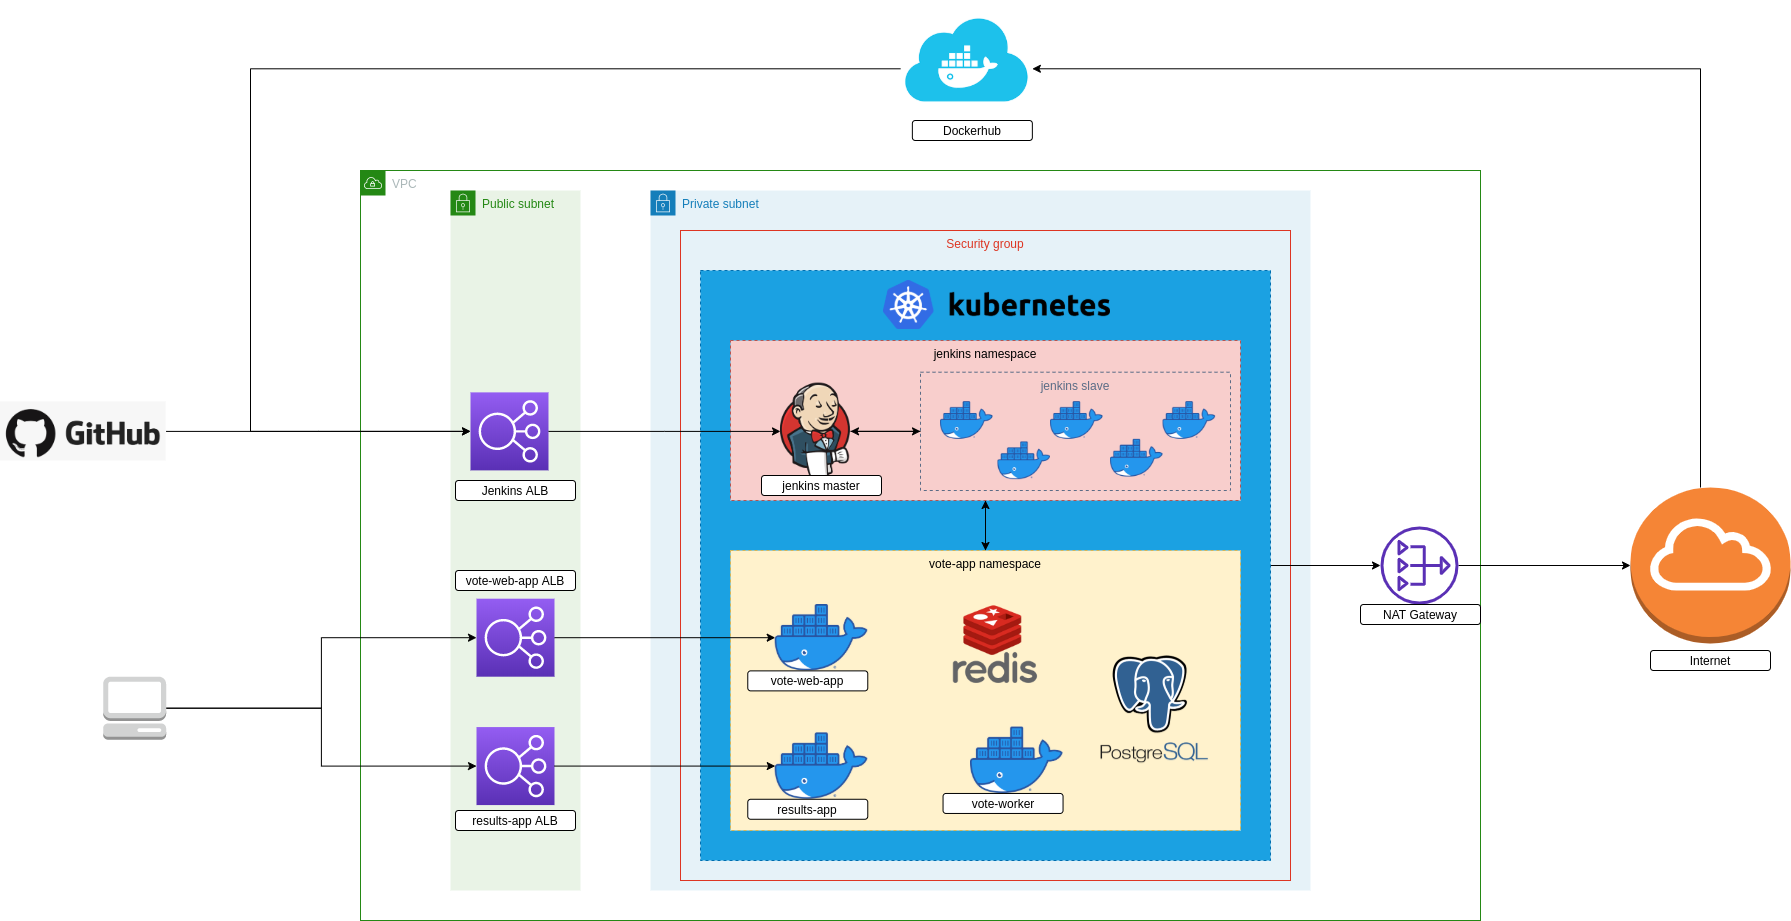 Dockerhub
VPC
Public subnet
Private subnet
Security group
kubernetes
jenkins namespace
jenkins slave
GitHub
jenkins master
Jenkins ALB
vote-app namespace
vote-web-app ALB
NAT Gateway
redis
Internet
vote-web-app
PostgreSQL
vote-worker
results-app
results-app ALB